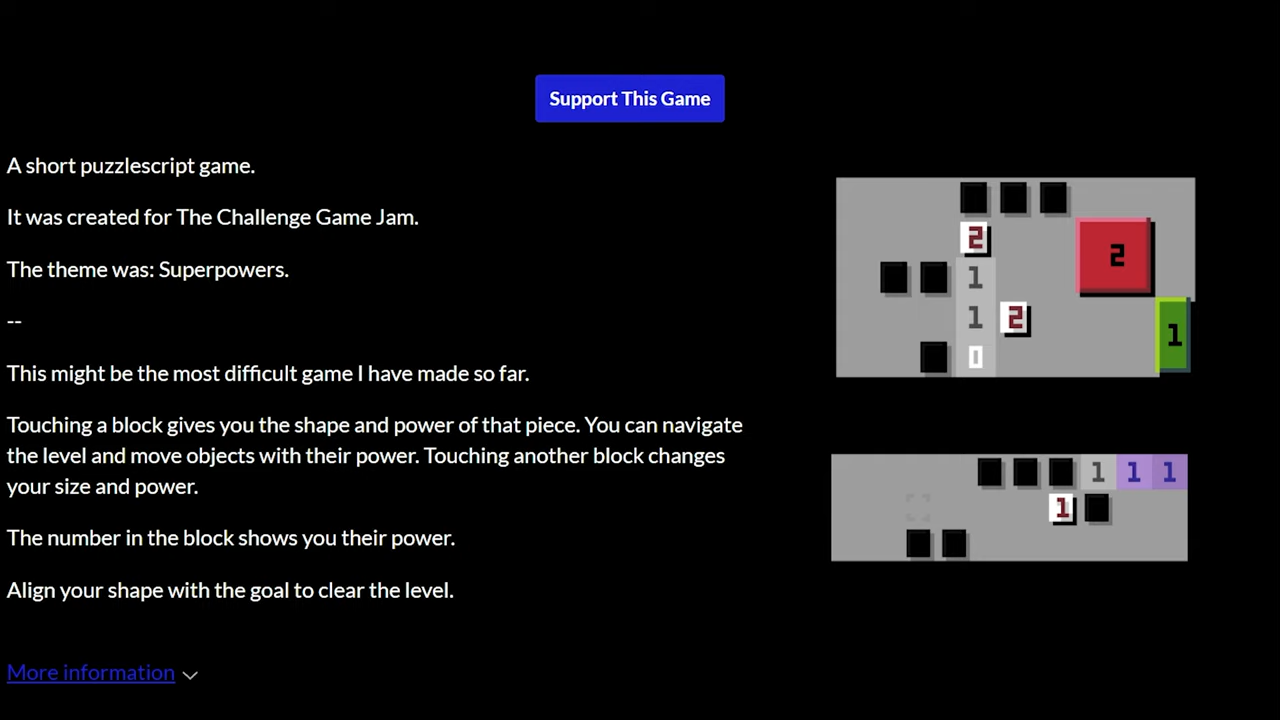 Support This Game
A short puzzlescript game.
It was created for The Challenge Game Jam.
The theme was: Superpowers.
--
This might be the most difficult game I have made so far.
Touching a block gives you the shape and power of that piece. You can navigate
the level and move objects with their power. Touching another block changes
your size and power.
The number in the block shows you their power.
Align your shape with the goal to clear the level.
More information
2
2
1
1 2
1
0
1 1 1
1